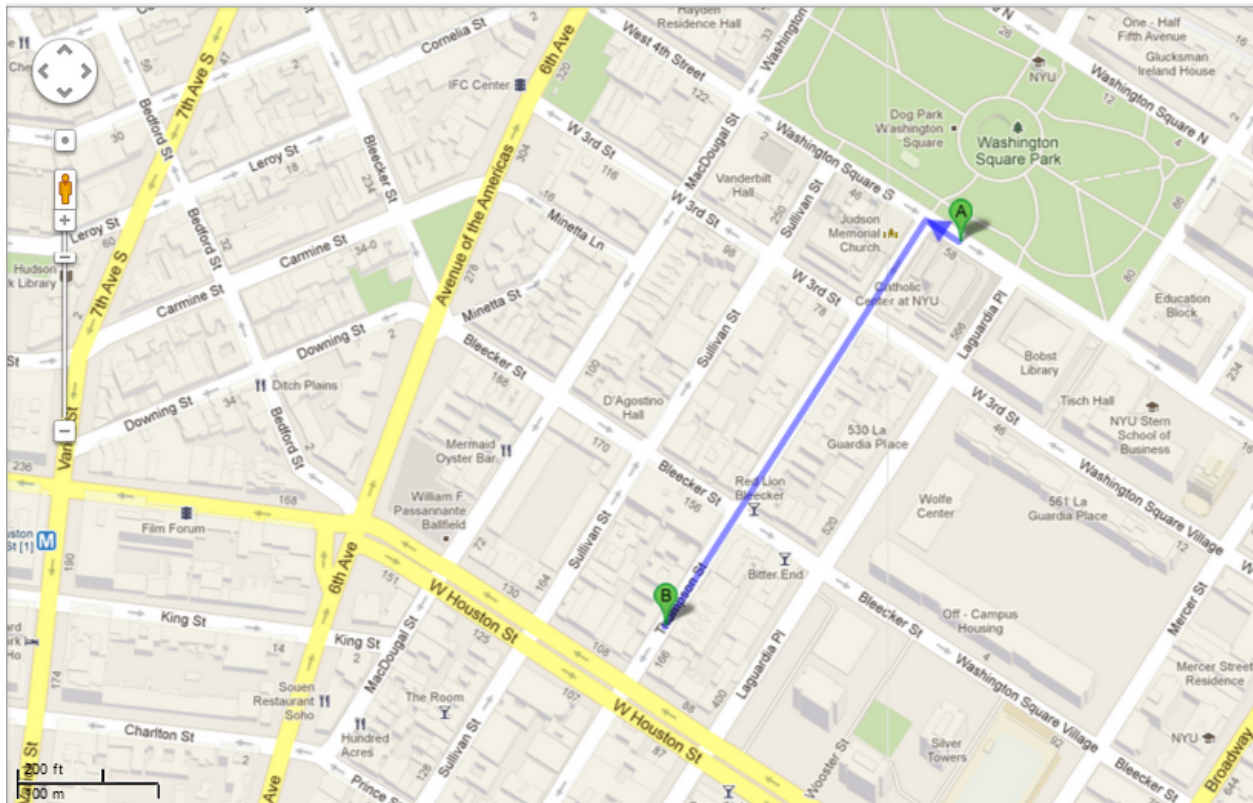 Hayden
Residence Hall
West 4th Street
Cornelia St
6th Ave
IFC Center
7th Ave S
Bedford St
Leroy St
Bleecker St
Carmine St
W 3rd St
Minetta Ln
Minetta St
Avenue of the Americas
MacDougal St
Washington Square S
Vanderbilt
Hall
Sullivan St
Judson
Memorial
Church
Dog Park
Washington
Square
Washington
Square Park
NYU
One - Half
Fifth Avenue
Glucksman
Ireland House
Washington Square N
A
Catholic
Center at NYU
Laguardia Pl
Education
Block
Bobst
Library
Tisch Hall
NYU Stern
School of
Business
Leroy St
Hudson
k Library
7th Ave S
Carmine St
Downing St
Ditch Plains
Downing St
Bedford St
Bleecker St
D'Agostino
Hall
Mermaid
Oyster Bar
William F
Passannante
Ballfield
Film Forum
M
530 La
Guardia Place
W 3rd St
Red Lion
Bleecker
Bleecker St
Bitter End
Wolfe
Center
561 La
Guardia Place
Washington Square Village
B
Sullivan St
W Houston St
6th Ave
King St
King St
MacDougal St
Souen
Restaurant
Soho
The Room
Hundred
Acres
Charlton St
Prince St
Sullivan St
W Houston St
Laguardia Pl
Wooster St
Silver
Towers
Off - Campus
Housing
Bleecker St
Washington Square Village
Mercer St
Mercer Street
Residence
NYU
Broadway
Bleecker St
200 ft
100 m